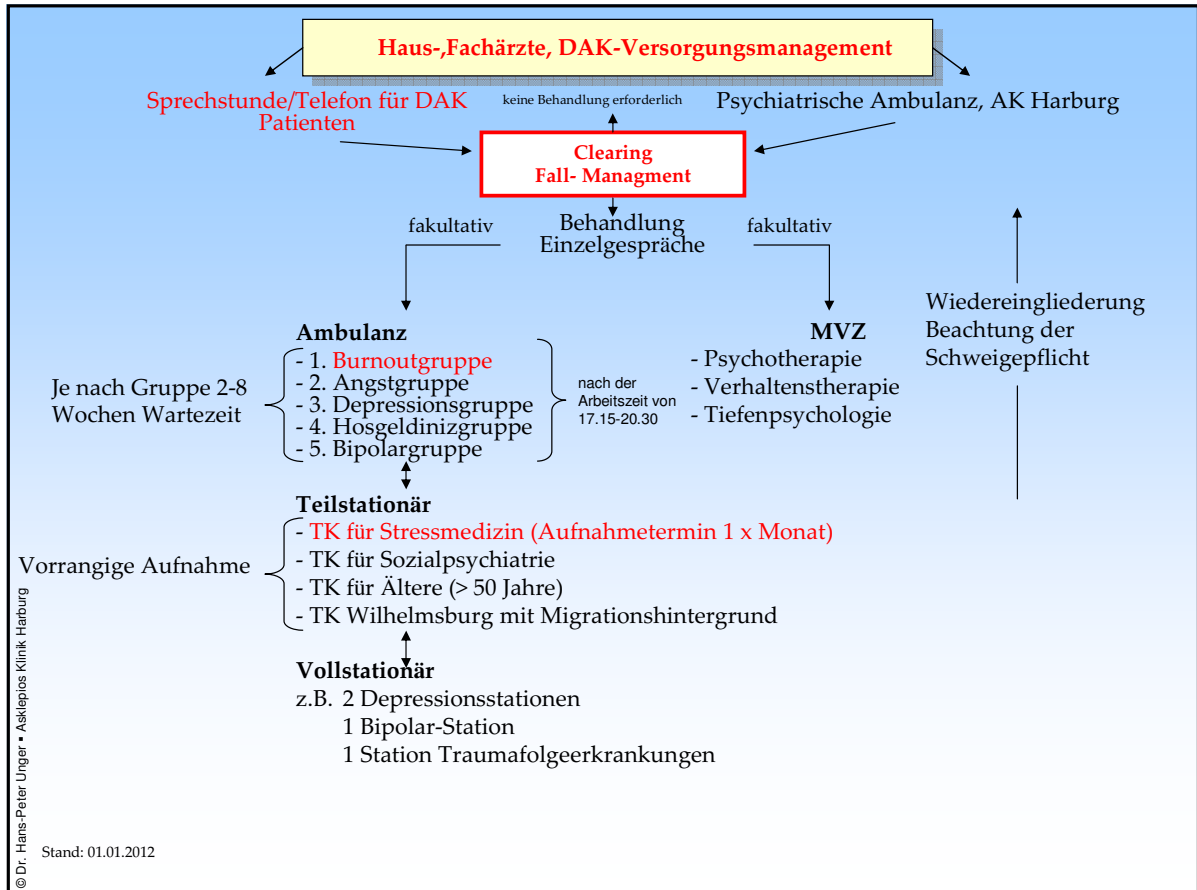 Haus-,Fachärzte, DAK-Versorgungsmanagement
Sprechstunde/Telefon für DAK
Patienten
keine Behandlung erforderlich
Psychiatrische Ambulanz, AK Harburg
Clearing
Fall- Managment
fakultativ
Behandlung
Einzelgespräche
fakultativ
Wiedereingliederung
Beachtung der
Schweigepflicht
Ambulanz
- 1. Burnoutgruppe
- 2. Angstgruppe
- 3. Depressionsgruppe
- 4. Hosgeldinizgruppe
- 5. Bipolargruppe
Je nach Gruppe 2-8
Wochen Wartezeit
nach der
Arbeitszeit von
17.15-20.30
MVZ
- Psychotherapie
- Verhaltenstherapie
- Tiefenpsychologie
Teilstationär
- TK für Stressmedizin (Aufnahmetermin 1 x Monat)
- TK für Sozialpsychiatrie
- TK für Ältere (> 50 Jahre)
- TK Wilhelmsburg mit Migrationshintergrund
Vorrangige Aufnahme
Vollstationär
z.B. 2 Depressionsstationen
1 Bipolar-Station
1 Station Traumafolgeerkrankungen
© Dr. Hans-Peter Unger ▪ Asklepios Klinik Harburg
Stand: 01.01.2012